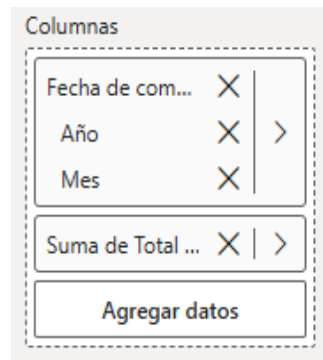 Columnas
Fecha de com...
Año
Mes
Suma de Total ...
Agregar datos